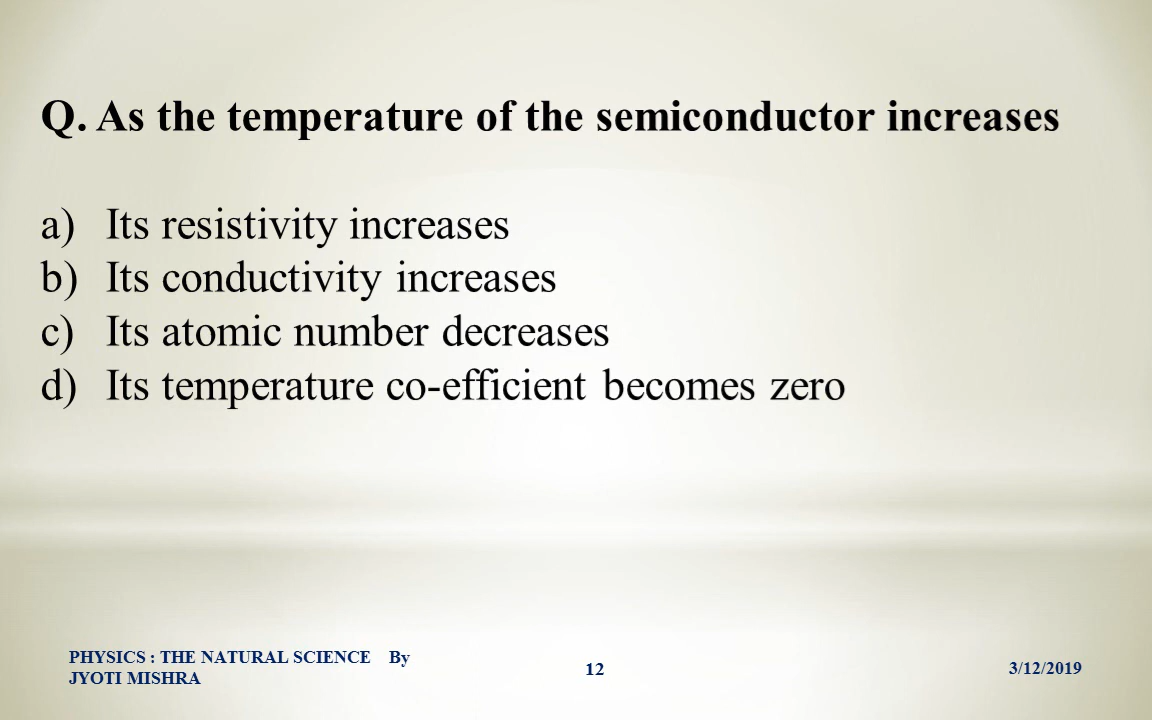 Q. As the temperature of the semiconductor increases
a) Its resistivity increases
b) Its conductivity increases
c) Its atomic number decreases
d) Its temperature co-efficient becomes zero
PHYSICS : THE NATURAL SCIENCE By
JYOTI MISHRA
12
3/12/2019